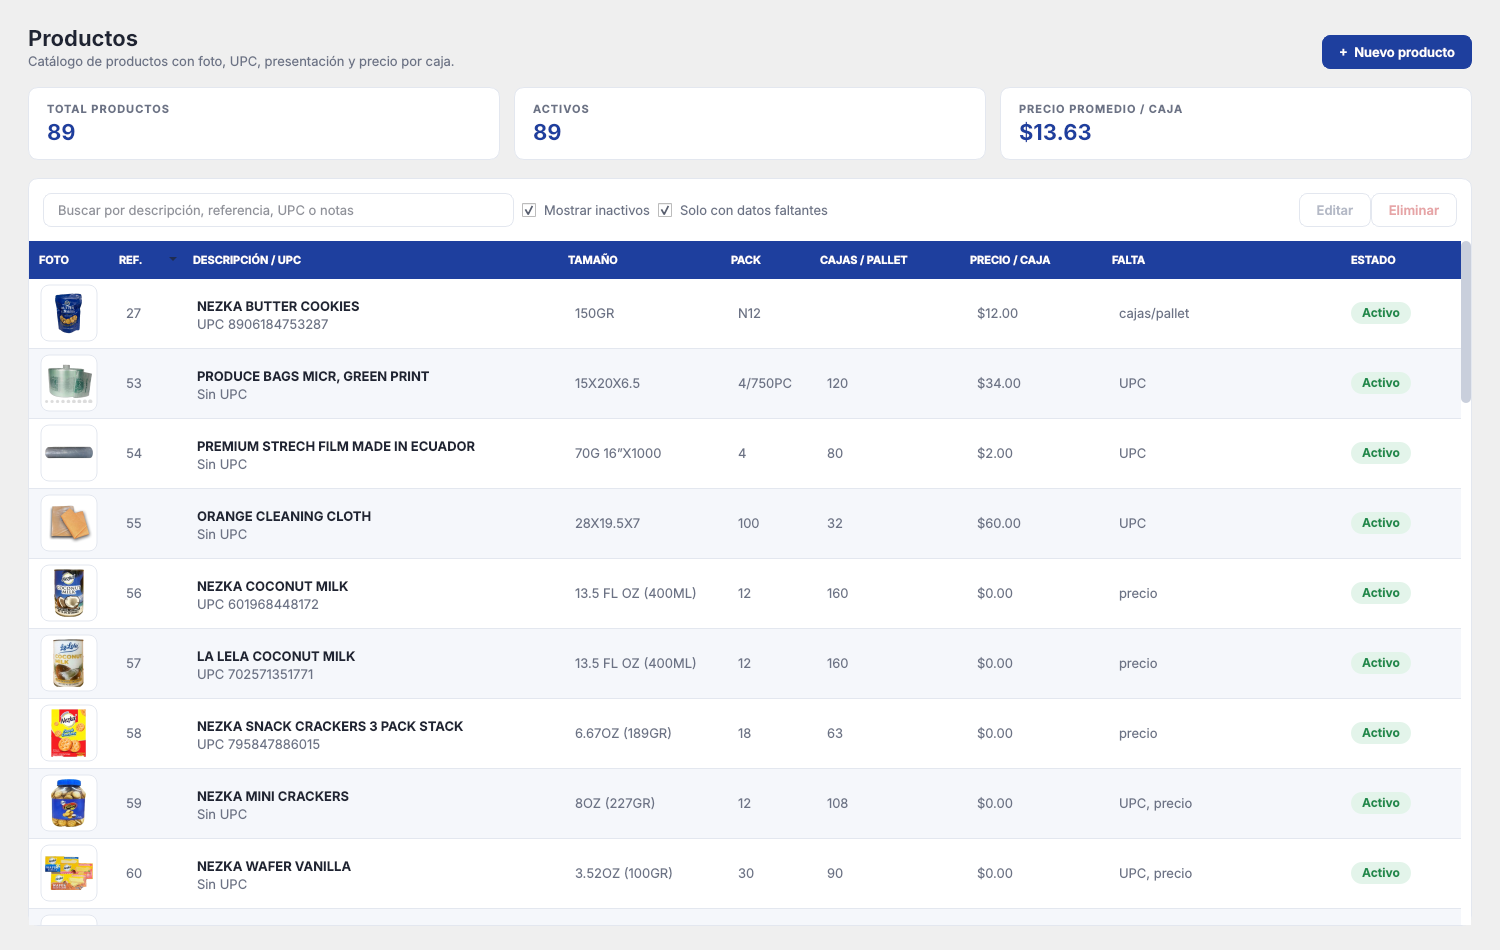 Productos
Catálogo de productos con foto, UPC, presentación y precio por caja.
+ Nuevo producto
TOTAL PRODUCTOS
89
ACTIVOS
89
PRECIO PROMEDIO / CAJA
$13.63
Buscar por descripción, referencia, UPC o notas
Mostrar inactivos
Solo con datos faltantes
Editar
Eliminar
FOTO REF. DESCRIPCIÓN / UPC TAMAÑO PACK CAJAS / PALLET PRECIO / CAJA FALTA ESTADO
27 NEZKA BUTTER COOKIES 150GR N12 $12.00 cajas/pallet Activo
UPC 8906184753287
53 PRODUCE BAGS MICR, GREEN PRINT 15X20X6.5 4/750PC 120 $34.00 UPC Activo
Sin UPC
54 PREMIUM STRECH FILM MADE IN ECUADOR 70G 16”X1000 4 80 $2.00 UPC Activo
Sin UPC
55 ORANGE CLEANING CLOTH 28X19.5X7 100 32 $60.00 UPC Activo
Sin UPC
56 NEZKA COCONUT MILK 13.5 FL OZ (400ML) 12 160 $0.00 precio Activo
UPC 601968448172
57 LA LELA COCONUT MILK 13.5 FL OZ (400ML) 12 160 $0.00 precio Activo
UPC 702571351771
58 NEZKA SNACK CRACKERS 3 PACK STACK 6.67OZ (189GR) 18 63 $0.00 precio Activo
UPC 795847886015
59 NEZKA MINI CRACKERS 8OZ (227GR) 12 108 $0.00 UPC, precio Activo
Sin UPC
60 NEZKA WAFER VANILLA 3.52OZ (100GR) 30 90 $0.00 UPC, precio Activo
Sin UPC